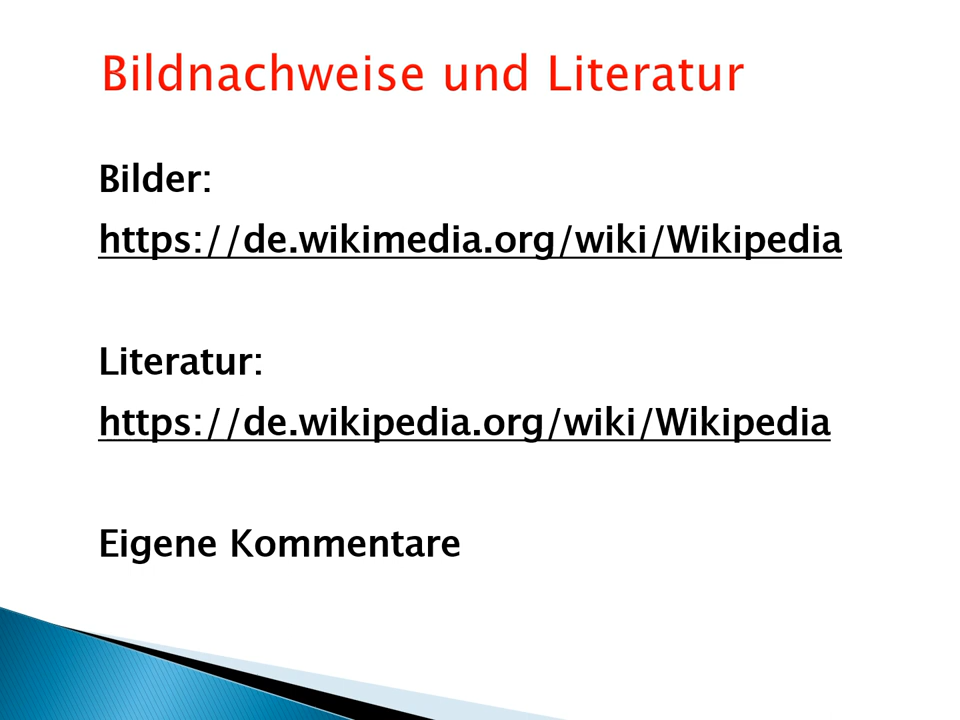 Bildnachweise und Literatur
Bilder:
https://de.wikimedia.org/wiki/Wikipedia
Literatur:
https://de.wikipedia.org/wiki/Wikipedia
Eigene Kommentare